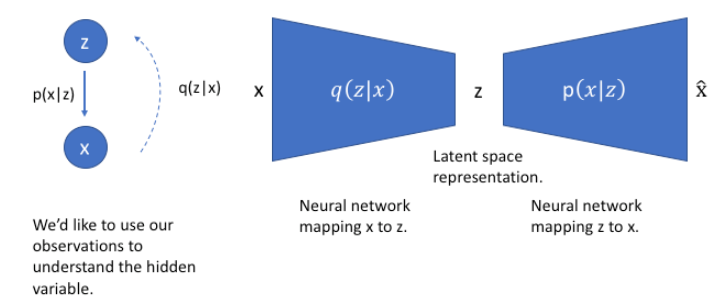 z
p(x|z)
q(z|x)
x
We'd like to use our
observations to
understand the hidden
variable.
x
q(z|x)
z
p(x|z)
x̂
Latent space
representation.
Neural network
mapping x to z.
Neural network
mapping z to x.